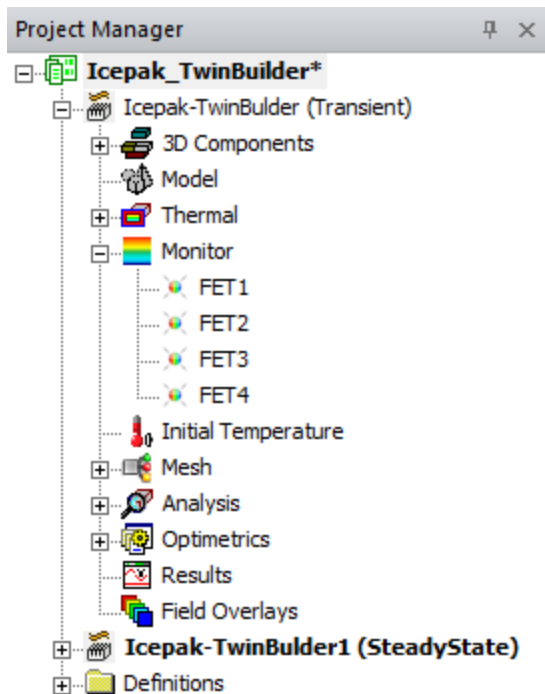 Project Manager
Icepak_TwinBuilder*
Icepak-TwinBulder (Transient)
3D Components
Model
Thermal
Monitor
FET1
FET2
FET3
FET4
Initial Temperature
Mesh
Analysis
Optimetrics
Results
Field Overlays
Icepak-TwinBulder1 (SteadyState)
Definitions